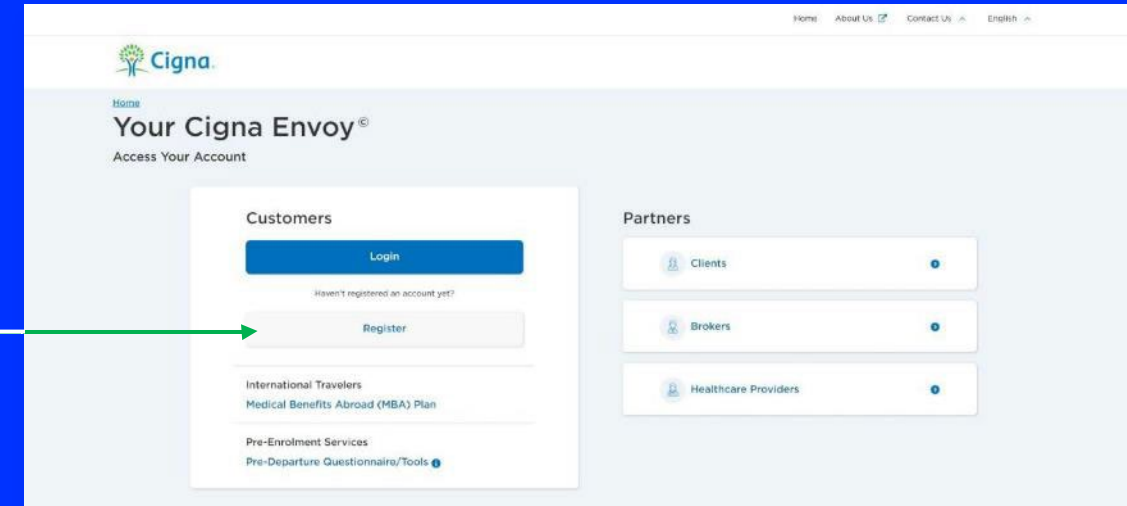 Home About Us Contact Us English
Cigna.
Home
Your Cigna Envoy©
Access Your Account
Customers
Login
Haven't registered an account yet?
Register
International Travelers
Medical Benefits Abroad (MBA) Plan
Pre-Enrolment Services
Pre-Departure Questionnaire/Tools
Partners
Clients
Brokers
Healthcare Providers